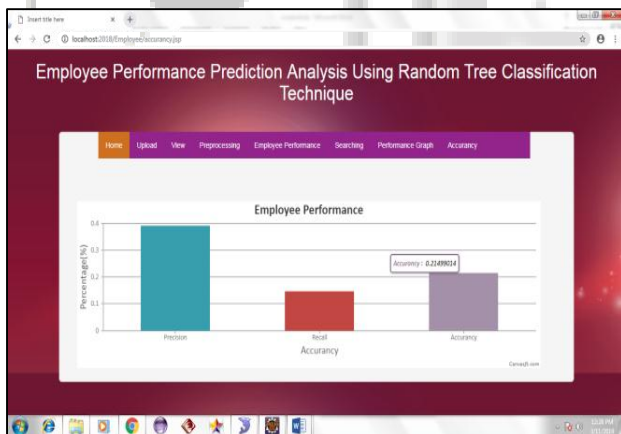 Insert title here
localhost:2018/Employee/accurancy.jsp
Employee Performance Prediction Analysis Using Random Tree Classification
Technique
Home Upload View Preprocessing Employee Performance Searching Performance Graph Accurancy
Employee Performance
Percentage(%)
0.4
0.3
0.2
0.1
0
Accurancy : 0.21499014
Precision Recall Accurancy
Accurancy
CanvasJS.com